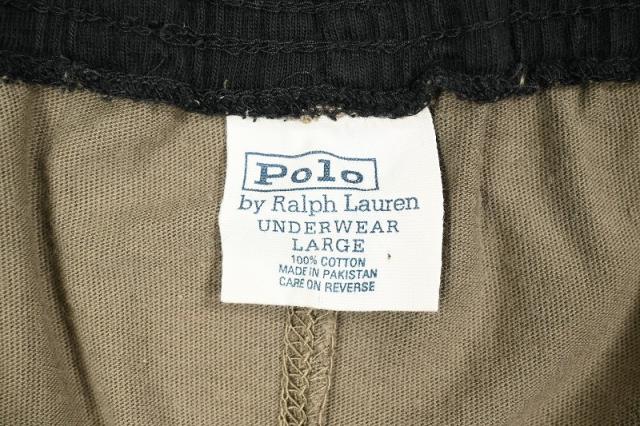 Polo
by Ralph Lauren
UNDERWEAR
LARGE
100% COTTON
MADE IN PAKISTAN
CARE ON REVERSE